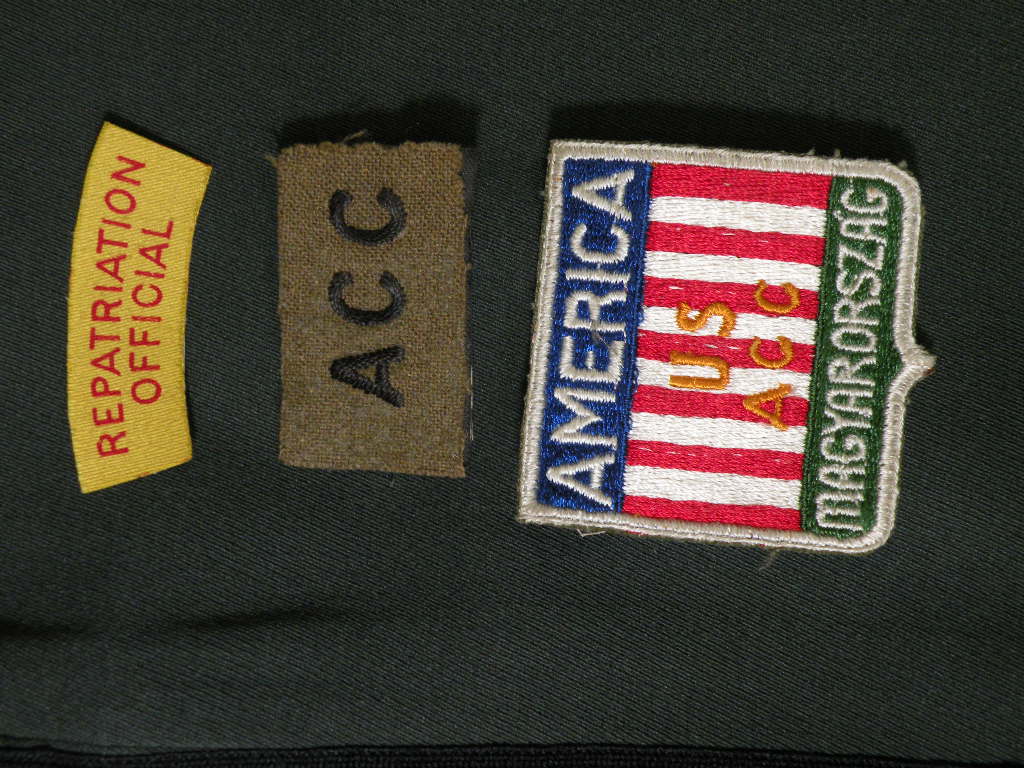 REPATRIATION
OFFICIAL
ACC
AMERICA
US
ACC
MAGYARORSZÁG